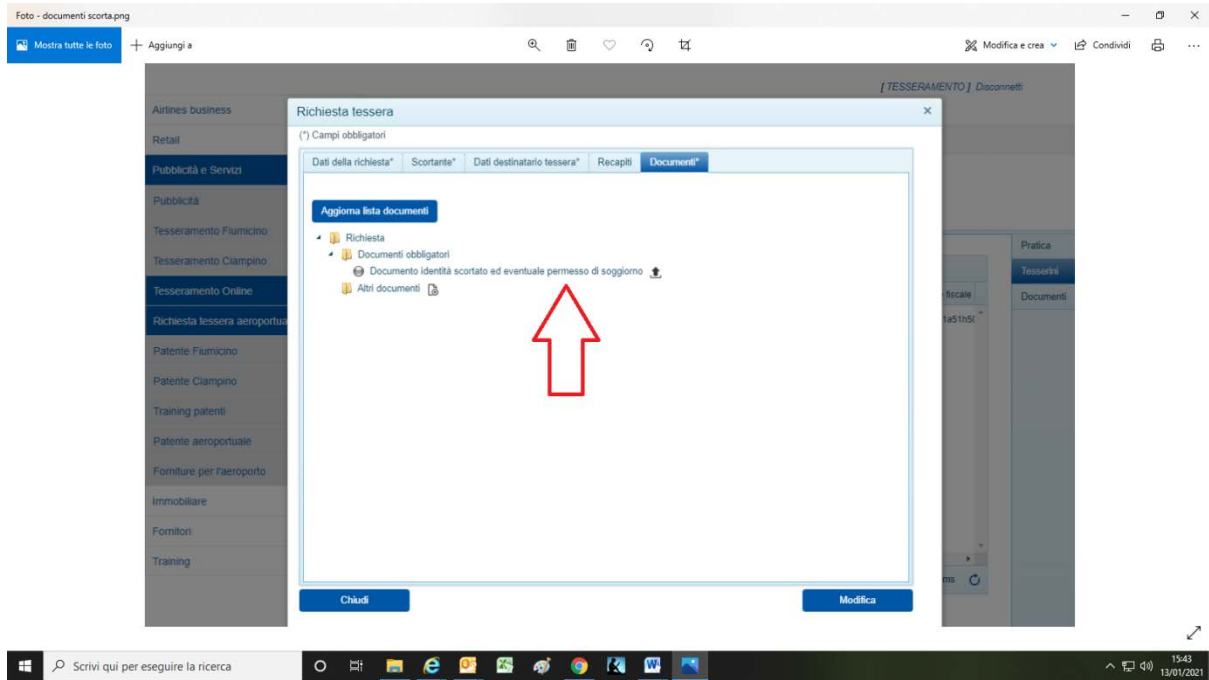 Foto - documenti scorta.png
Mostra tutte le foto
Aggiungi a
Modifica e crea
Condividi
[ TESSERAMENTO ] Disconnetti
Airlines business
Retail
Pubblicità e Servizi
Pubblicità
Tesseramento Fiumicino
Tesseramento Ciampino
Tesseramento Online
Richiesta tessera aeroportua
Patente Fiumicino
Patente Ciampino
Training patenti
Patente aeroportuale
Forniture per l'aeroporto
Immobiliare
Fornitori
Training
Richiesta tessera
(*) Campi obbligatori
Dati della richiesta* Scortante* Dati destinatario tessera* Recapiti Documenti*
Aggiorna lista documenti
Richiesta
Documenti obbligatori
Documento identità scortato ed eventuale permesso di soggiorno
Altri documenti
Chiudi
Modifica
fiscale
1a51h5(
ms
Pratica
Tesserini
Documenti
Scrivi qui per eseguire la ricerca
15:43
13/01/2021